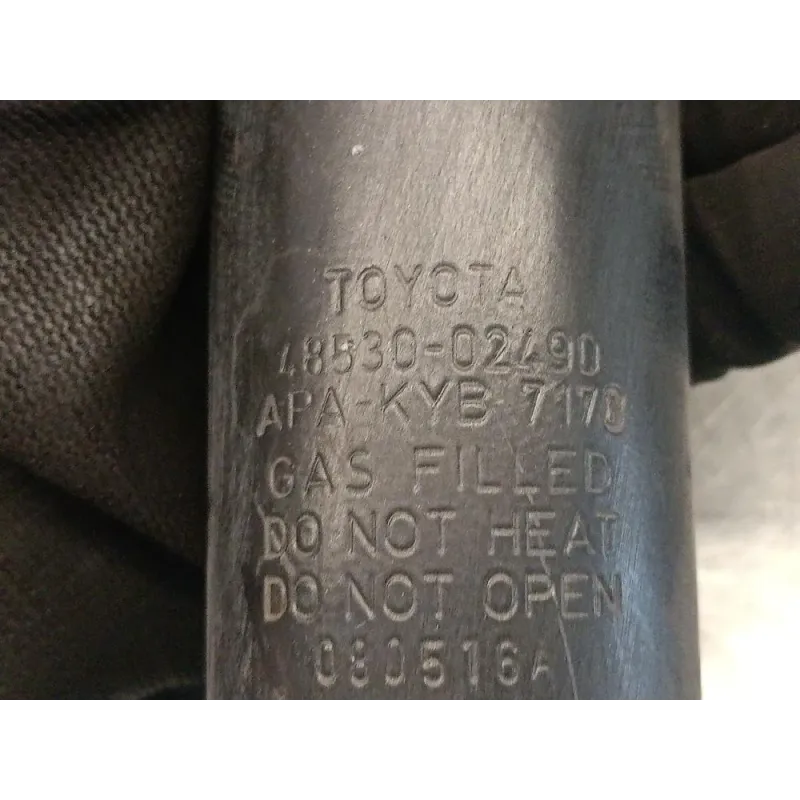 TOYOTA
48530-02490
APA-KYB 7170
GAS FILLED
DO NOT HEAT
DO NOT OPEN
080516A